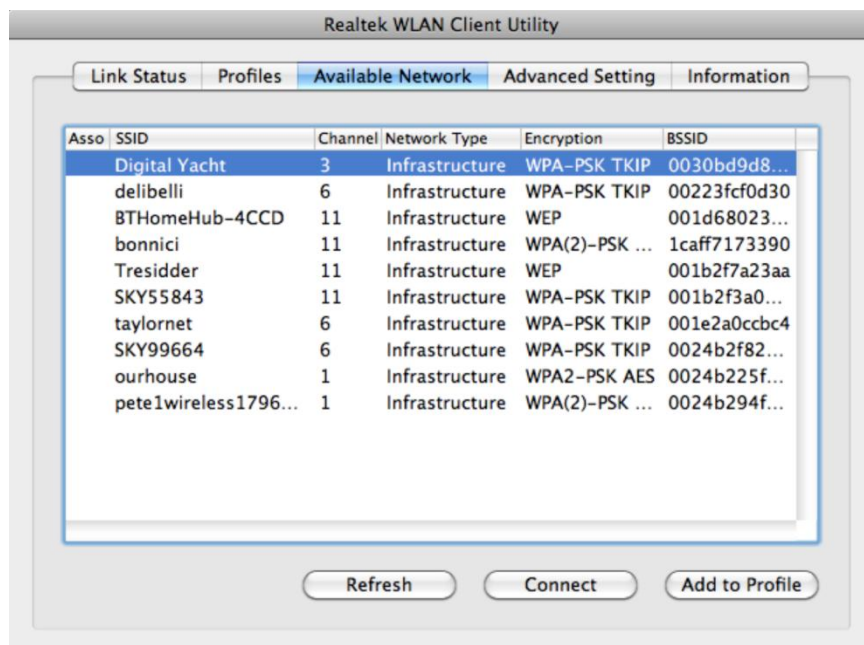 Realtek WLAN Client Utility
Link Status Profiles Available Network Advanced Setting Information
Asso SSID Channel Network Type Encryption BSSID
Digital Yacht 3 Infrastructure WPA-PSK TKIP 0030bd9d8...
delibelli 6 Infrastructure WPA-PSK TKIP 00223fcf0d30
BTHomeHub-4CCD 11 Infrastructure WEP 001d68023...
bonnici 11 Infrastructure WPA(2)-PSK ... 1caff7173390
Tresidder 11 Infrastructure WEP 001b2f7a23aa
SKY55843 11 Infrastructure WPA-PSK TKIP 001b2f3a0...
taylornet 6 Infrastructure WPA-PSK TKIP 001e2a0ccbc4
SKY99664 6 Infrastructure WPA-PSK TKIP 0024b2f82...
ourhouse 1 Infrastructure WPA2-PSK AES 0024b225f...
pete1wireless1796... 1 Infrastructure WPA(2)-PSK ... 0024b294f...
Refresh Connect Add to Profile